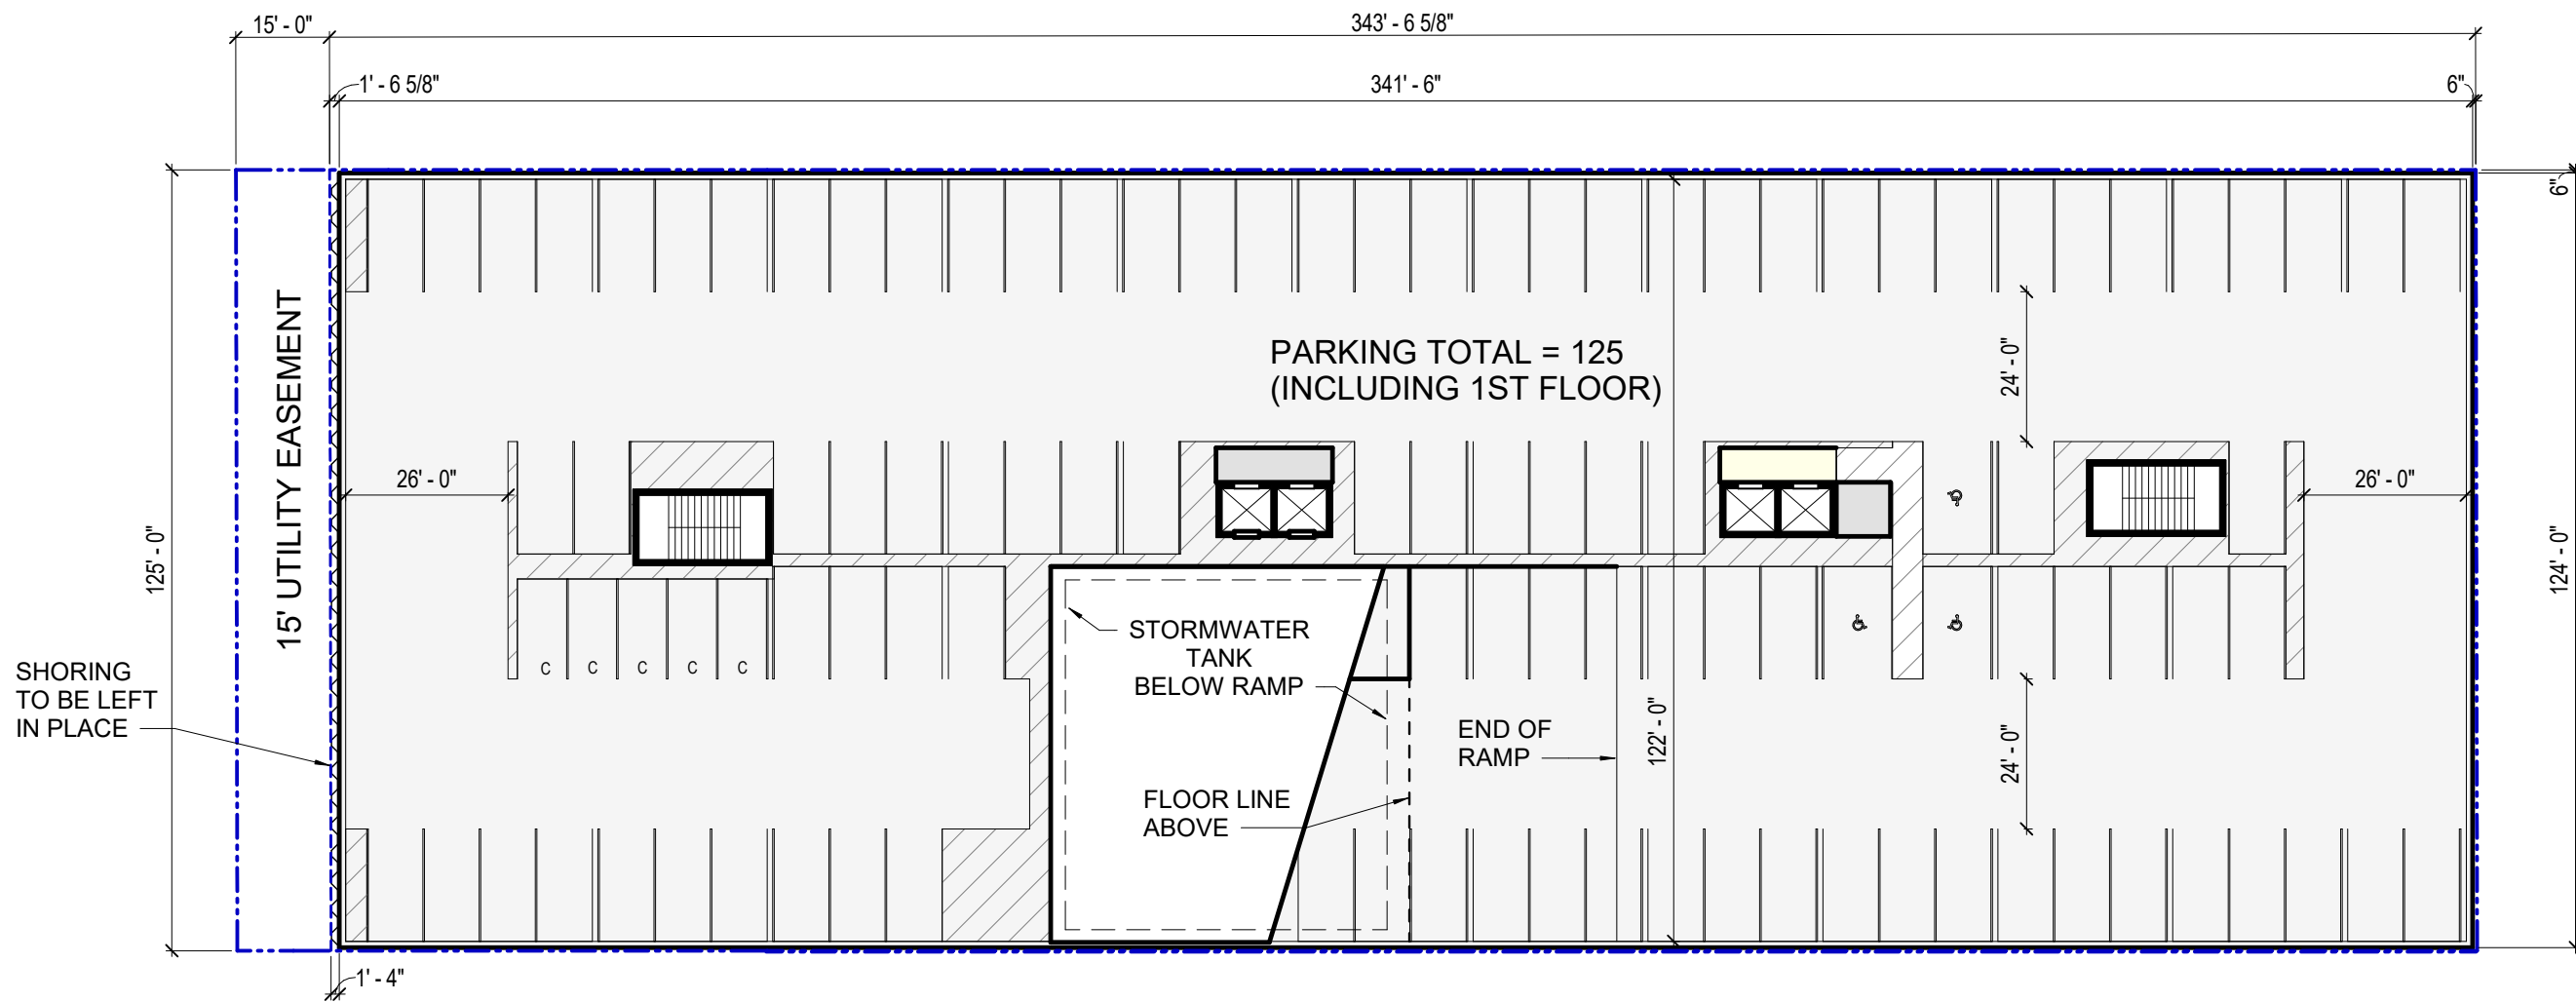 15' - 0"
343' - 6 5/8"
1' - 6 5/8"
341' - 6"
6"
6"
15' UTILITY EASEMENT
PARKING TOTAL = 125
(INCLUDING 1ST FLOOR)
24' - 0"
26' - 0"
26' - 0"
125' - 0"
124' - 0"
STORMWATER
TANK
BELOW RAMP
C
C
C
C
C
SHORING
TO BE LEFT
IN PLACE
END OF
RAMP
122' - 0"
24' - 0"
FLOOR LINE
ABOVE
1' - 4"